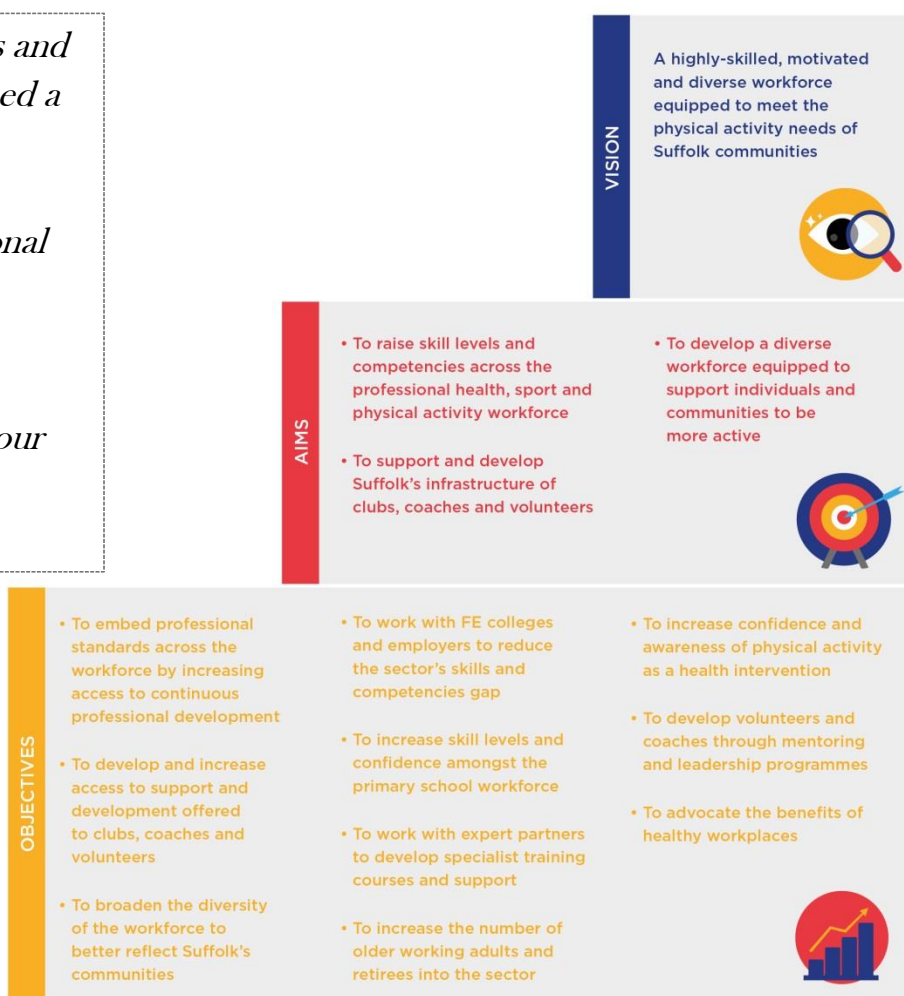 s and
ed a
onal
our
VISION
A highly-skilled, motivated
and diverse workforce
equipped to meet the
physical activity needs of
Suffolk communities
AIMS
• To raise skill levels and
competencies across the
professional health, sport and
physical activity workforce
• To support and develop
Suffolk's infrastructure of
clubs, coaches and volunteers
• To develop a diverse
workforce equipped to
support individuals and
communities to be
more active
OBJECTIVES
• To embed professional
standards across the
workforce by increasing
access to continuous
professional development
• To develop and increase
access to support and
development offered
to clubs, coaches and
volunteers
• To broaden the diversity
of the workforce to
better reflect Suffolk's
communities
• To work with FE colleges
and employers to reduce
the sector's skills and
competencies gap
• To increase skill levels and
confidence amongst the
primary school workforce
• To work with expert partners
to develop specialist training
courses and support
• To increase the number of
older working adults and
retirees into the sector
• To increase confidence and
awareness of physical activity
as a health intervention
• To develop volunteers and
coaches through mentoring
and leadership programmes
• To advocate the benefits of
healthy workplaces